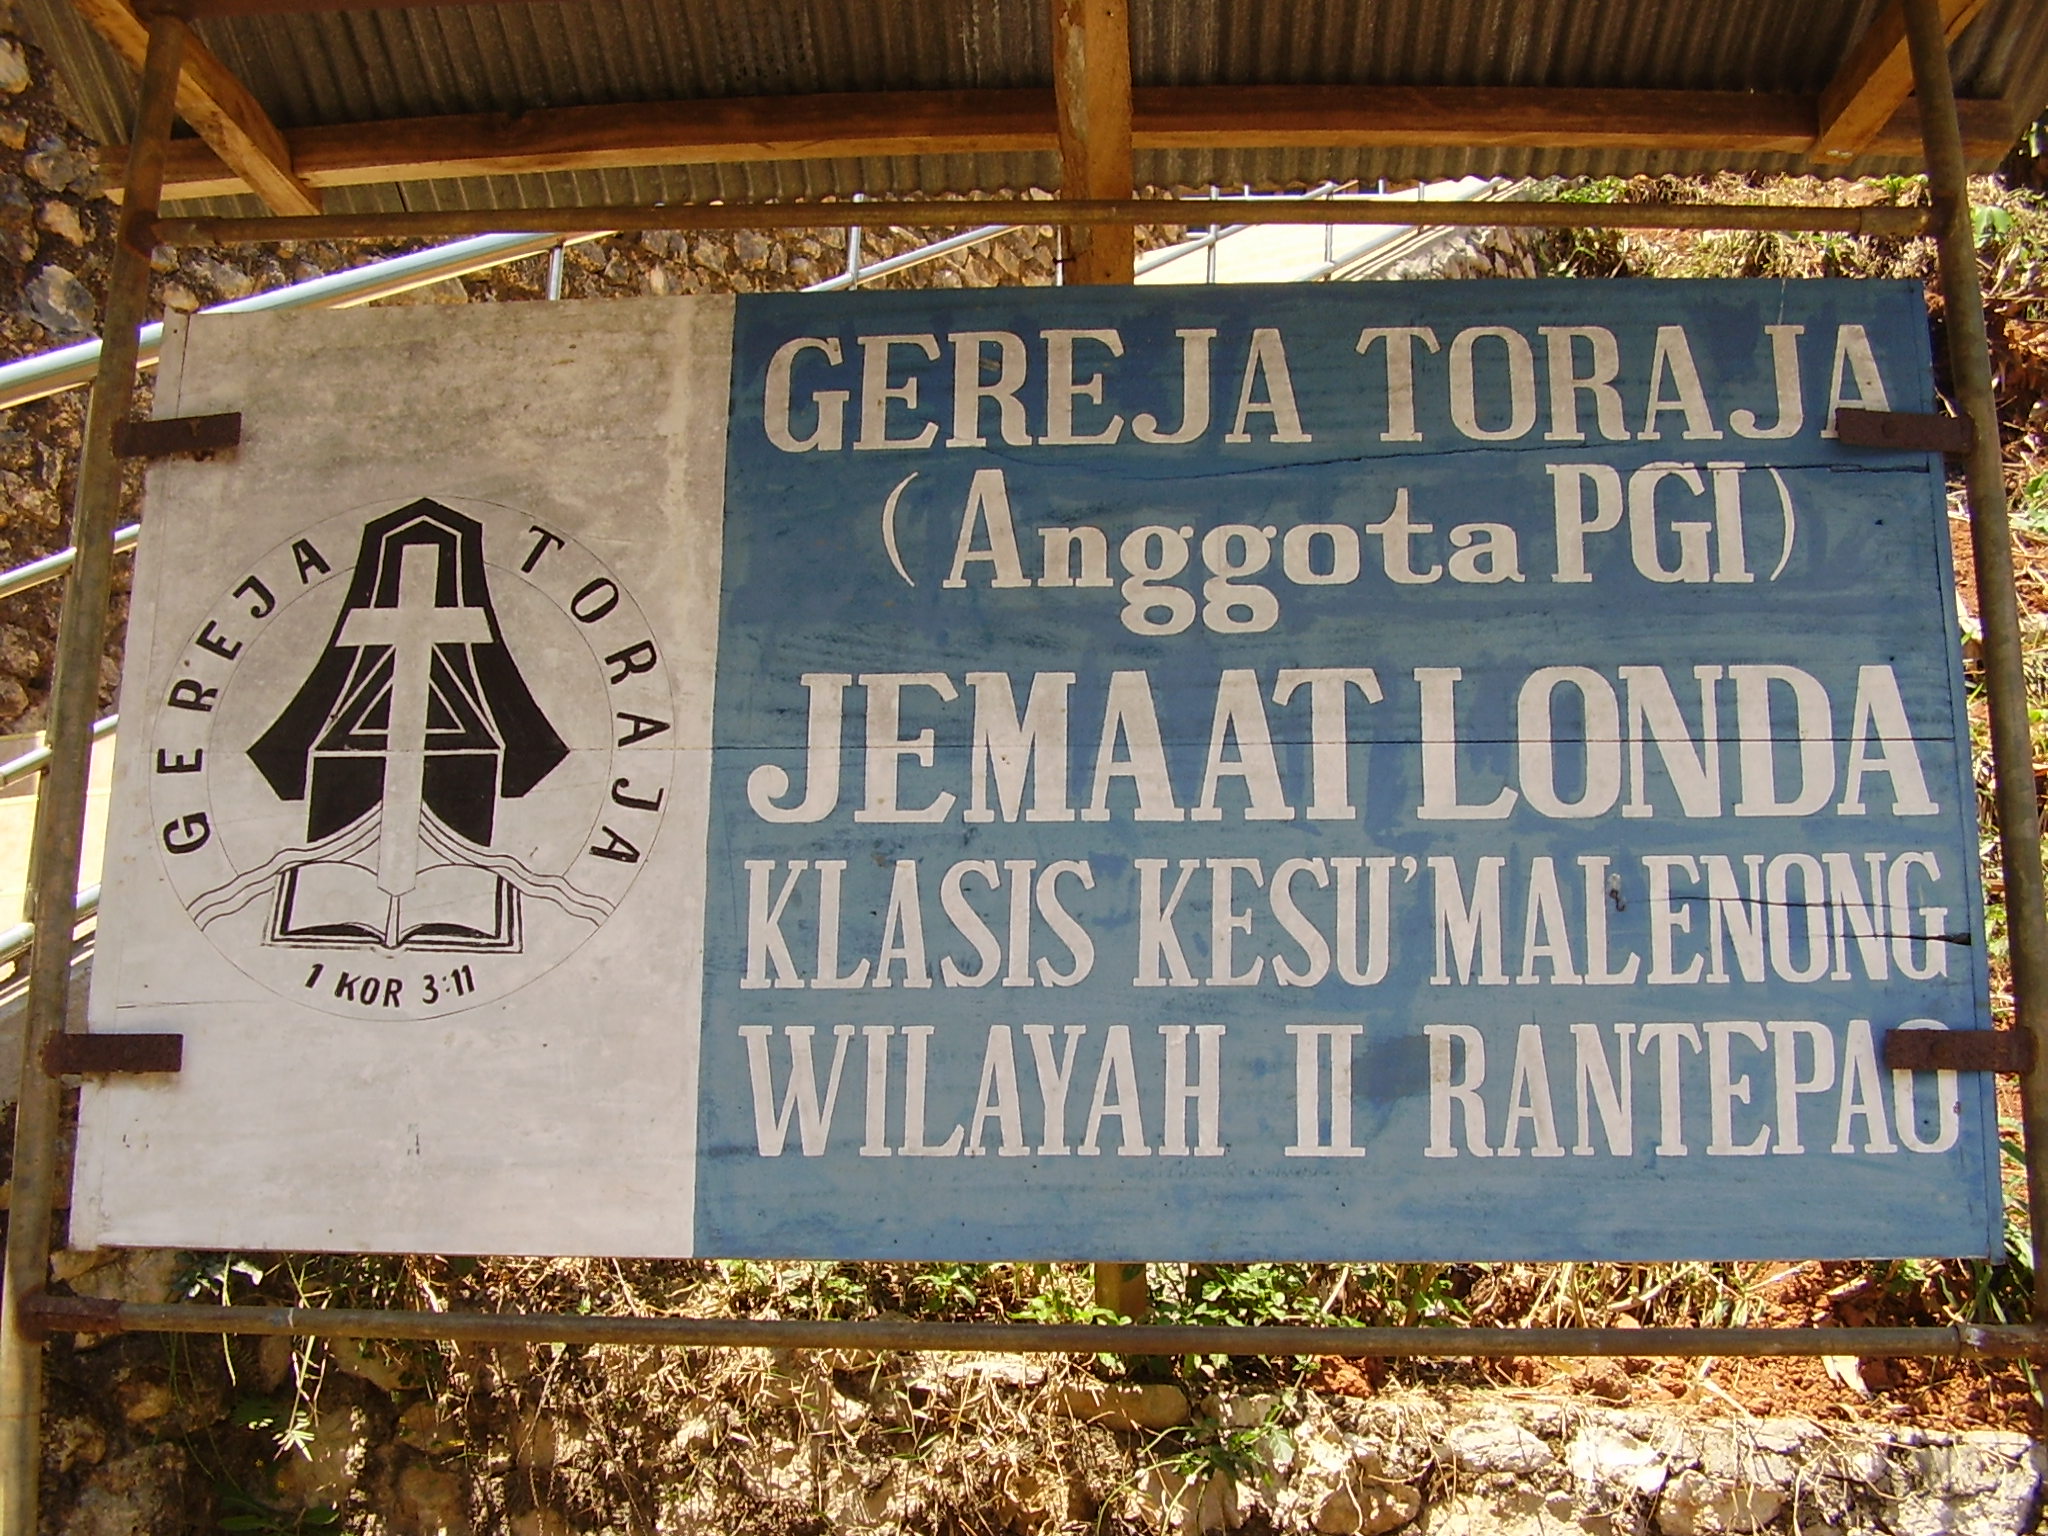 GEREJA TORAJA
1 KOR 3:11
GEREJA TORAJA
(Anggota PGI)
JEMAAT LONDA
KLASIS KESU' MALENONG
WILAYAH II RANTEPAO